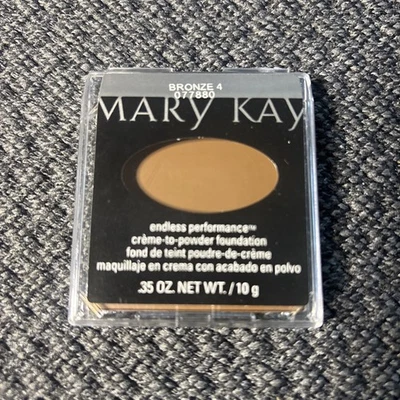 BRONZE 4
077880
MARY KAY
endless performance™
crème-to-powder foundation
fond de teint poudre-de-crème
maquillaje en crema con acabado en polvo
.35 OZ. NET WT. / 10 g